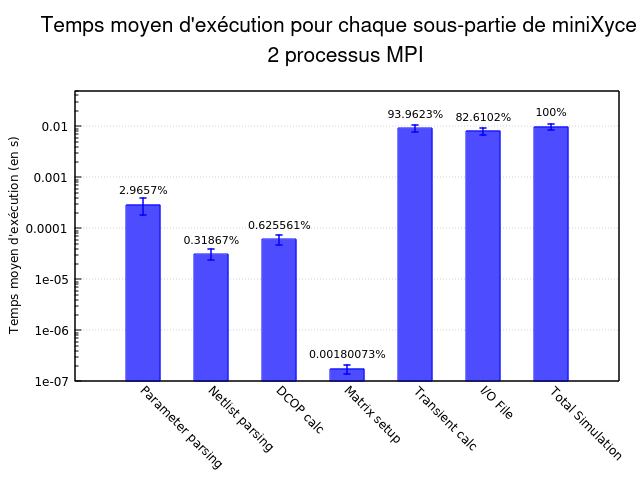 Temps moyen d'exécution pour chaque sous-partie de miniXyce
2 processus MPI
Temps moyen d'exécution (en s)
0.01
0.001
0.0001
1e-05
1e-06
1e-07
2.9657%
0.31867%
0.625561%
0.00180073%
93.9623%
82.6102%
100%
Parameter parsing
Netlist parsing
DCOP calc
Matrix setup
Transient calc
I/O File
Total Simulation